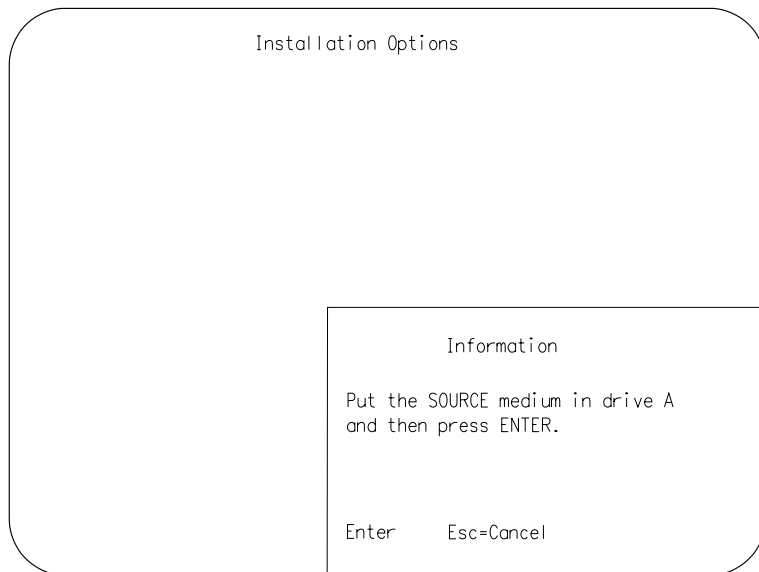 Installation Options
Information
Put the SOURCE medium in drive A
and then press ENTER.
Enter Esc=Cancel